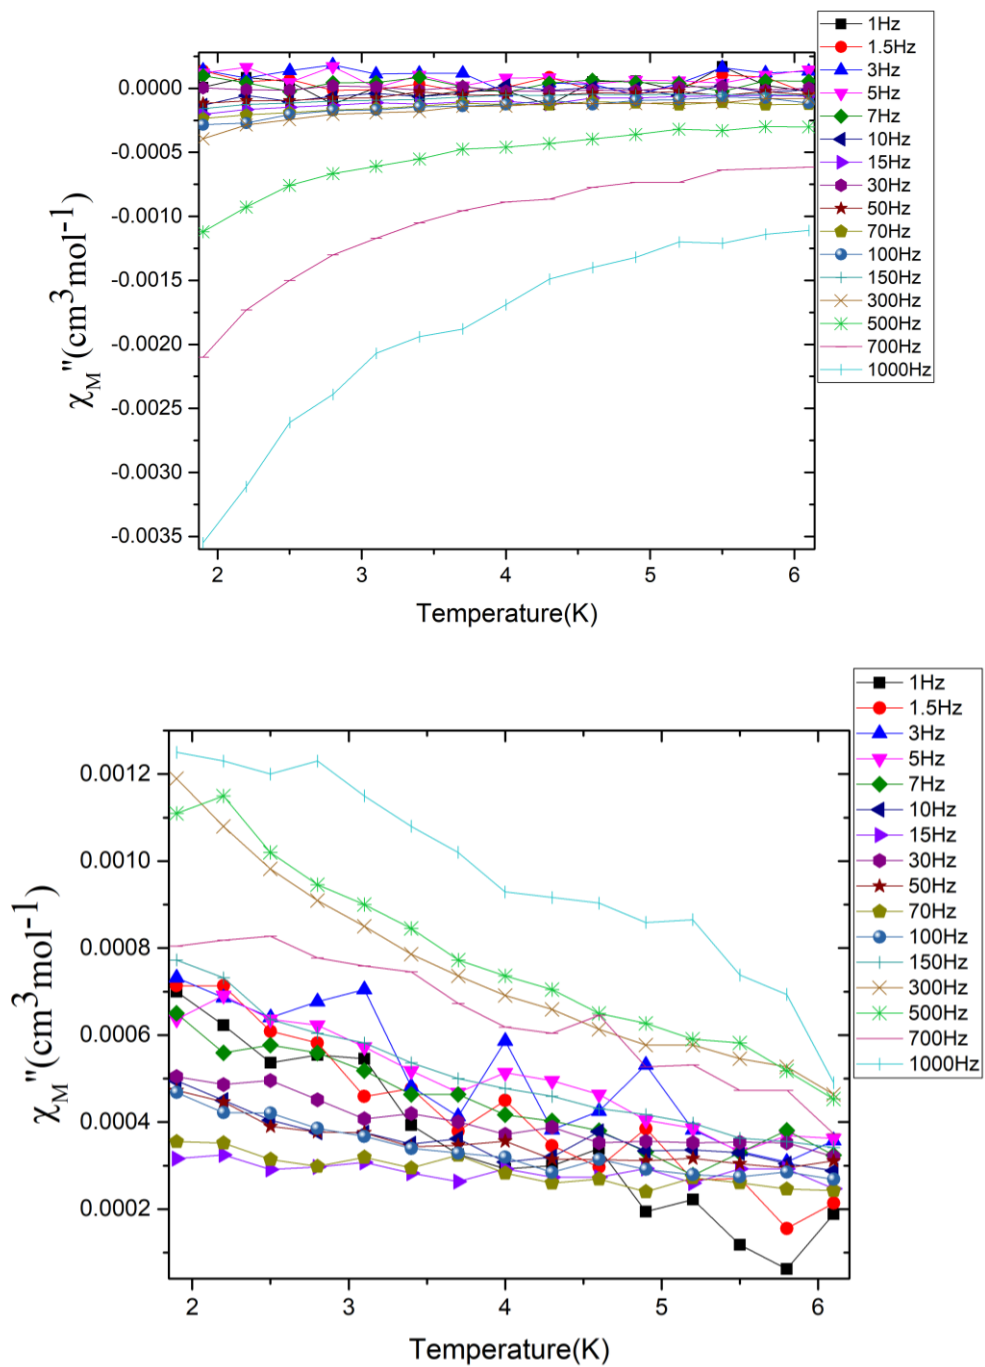 0.0000
-0.0005
-0.0010
-0.0015
-0.0020
-0.0025
-0.0030
-0.0035
χM''(cm3mol-1)
2 3 4 5 6
Temperature(K)
1Hz
1.5Hz
3Hz
5Hz
7Hz
10Hz
15Hz
30Hz
50Hz
70Hz
100Hz
150Hz
300Hz
500Hz
700Hz
1000Hz
0.0012
0.0010
0.0008
0.0006
0.0004
0.0002
χM''(cm3mol-1)
2 3 4 5 6
Temperature(K)
1Hz
1.5Hz
3Hz
5Hz
7Hz
10Hz
15Hz
30Hz
50Hz
70Hz
100Hz
150Hz
300Hz
500Hz
700Hz
1000Hz